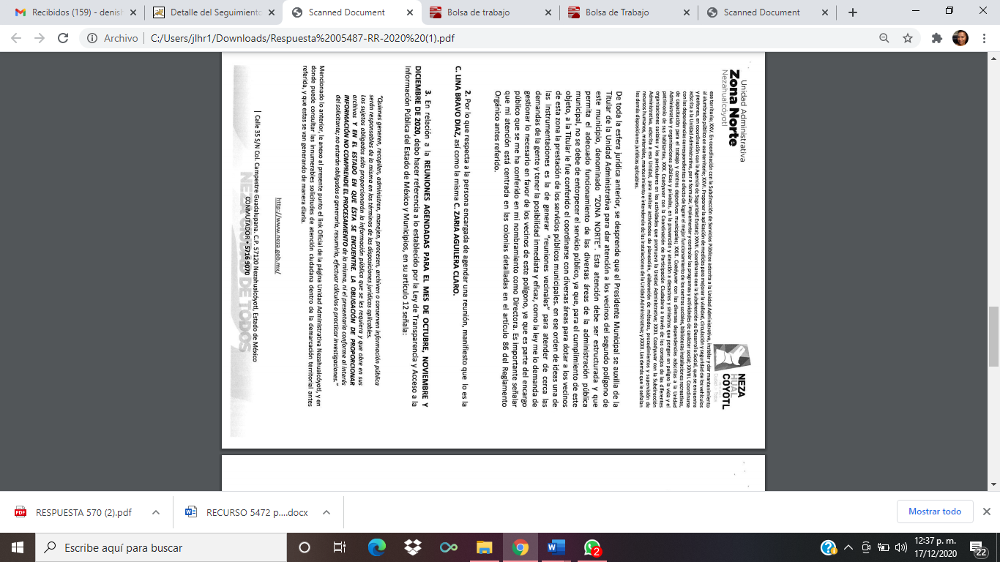 Recibidos (159) - denish
Detalle del Seguimiento
Scanned Document
Bolsa de trabajo
Bolsa de Trabajo
Scanned Document
Archivo
C:/Users/jlhr1/Downloads/Respuesta%2005487-RR-2020%20(1).pdf
Unidad Administrativa
Zona Norte
Nezahualcóyotl
NEZA
HUAL
CÓYOTL
ese territorio; XXV. En coordinación con la Subdirección de Servicios Públicos adscrita a la Unidad Administrativa, instalar y dar mantenimiento
al alumbrado público en ese territorio; XXVI. Proponer la aplicación de medidas para mejorar la vialidad, circulación y seguridad de los vehículos
y peatones, en coordinación con la Agencia de Seguridad Estatal; XXVII. Coordinarse con la Subdirección de Desarrollo Social, que se encuentra
adscrita a la Unidad Administrativa, para formular, implementar y controlar los programas y actividades de carácter social; XXVIII. Coordinarse
con las dependencias correspondientes a efecto de lograr el mejor funcionamiento de los centros sociales, bibliotecas instalaciones recreativas,
de capacitación para el trabajo y centros deportivos municipales; XXIX. Coadyuvar con las diversas dependencias adscritas a la Unidad
Administrativa y organizaciones públicas y privadas, en la prevención y atención a desastres y siniestros que pongan en peligro la vida y el
patrimonio de sus habitantes, XXX. Coadyuvar con la Coordinación de Participación Ciudadana a través de los consejos de las diferentes
organizaciones sociales y los particulares en las actividades que promueva la Unidad Administrativa; XXXI. Coadyuvar con la Subdirección
Administrativa, adscrita a esa Unidad, para realizar actividades de planeación, elaboración de métodos, procedimientos y supervisión de
recursos humanos, materiales, mantenimiento e intendencia de las instalaciones de la Unidad Administrativa; y XXXII. Las demás que le señalan
las demás disposiciones jurídicas aplicables.
De toda la esfera jurídica anterior, se desprende que el Presidente Municipal se auxilia de la
Titular de la Unidad Administrativa para dar atención a los vecinos del segundo polígono de
este municipio, denominado “ZONA NORTE”. Esta atención debe ser estructurada y que
permita el adecuado funcionamiento de las diversas áreas de la administración pública
municipal, no se debe de entorpecer el servicio público, ya que, para el cumplimiento de este
objeto, a la Titular le fue conferido el coordinarse con diversas áreas para dotar a los vecinos
de esta zona la prestación de los servicios públicos municipales. en ese orden de ideas una de
las instrumentaciones es la de generar “reuniones vecinales” para atender de cerca las
demandas de la gente y tener la posibilidad inmediata y eficaz, como la ley me lo demanda de
gestionar lo necesario en favor de los vecinos de este polígono, ya que es parte del encargo
público que se me ha conferido en mi nombramiento como Directora. Es importante señalar
que mi atención está centrada en las colonias detalladas en el artículo 86 del Reglamento
Orgánico antes referido.
2. Por lo que respecta a la persona encargada de agendar una reunión, manifiesto que lo es la
C. LINA BRAVO DIAZ, así como la misma C. ZARIA AGUILERA CLARO.
3. En relación a la REUNIONES AGENDADAS PARA EL MES DE OCTUBRE, NOVIEMBRE Y
DICIEMBRE DE 2020, debo hacer referencia a lo establecido por la Ley de Transparencia y Acceso a la
Información Pública del Estado de México y Municipios, en su artículo 12 señala:
“Quienes generen, recopilen, administren, manejen, procesen, archiven o conserven información pública
serán responsables de la misma en los términos de las disposiciones jurídicas aplicables.
Los sujetos obligados sólo proporcionarán la información pública que se les requiera y que obre en sus
archivos Y EN EL ESTADO EN QUE ÉSTA SE ENCUENTRE. LA OBLIGACIÓN DE PROPORCIONAR
INFORMACIÓN NO COMPRENDE EL PROCESAMIENTO de la misma, ni el presentarla conforme al interés
del solicitante; no estarán obligados a generarla, resumirla, efectuar cálculos o practicar investigaciones.”
Mencionado lo anterior, le anexo al presente punto el link Oficial de la página Unidad Administrativa Nezahualcóyotl, y en
donde puede consultar las innumerables solicitudes de atención ciudadana dentro de la demarcación territorial antes
referida, y que estas se van generando de manera diaria.
http://www.neza.gob.mx/
| Calle 35 S/N Col. Campestre Guadalupana. C.P. 57120 Nezahualcóyotl, Estado de México
CONMUTADOR • 5716 9070
NEZA CIUDAD DE TODOS
RESPUESTA 570 (2).pdf
RECURSO 5472 p....docx
Mostrar todo
Escribe aquí para buscar
2
12:37 p. m.
17/12/2020
22